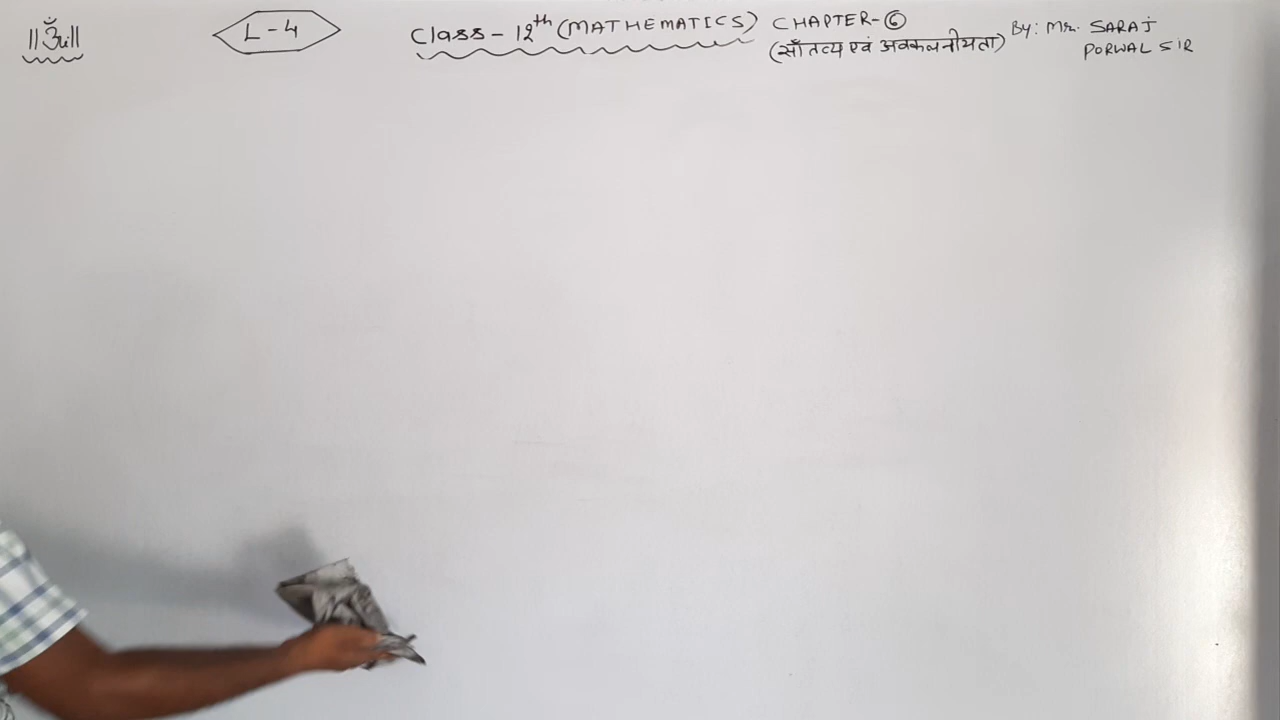 ॥ॐ॥
L-4
Class-12th (MATHEMATICS) CHAPTER-⑥
(साँतत्य एवं अवकलनीयता)
By: Mr. SARAJ
PORWAL SIR